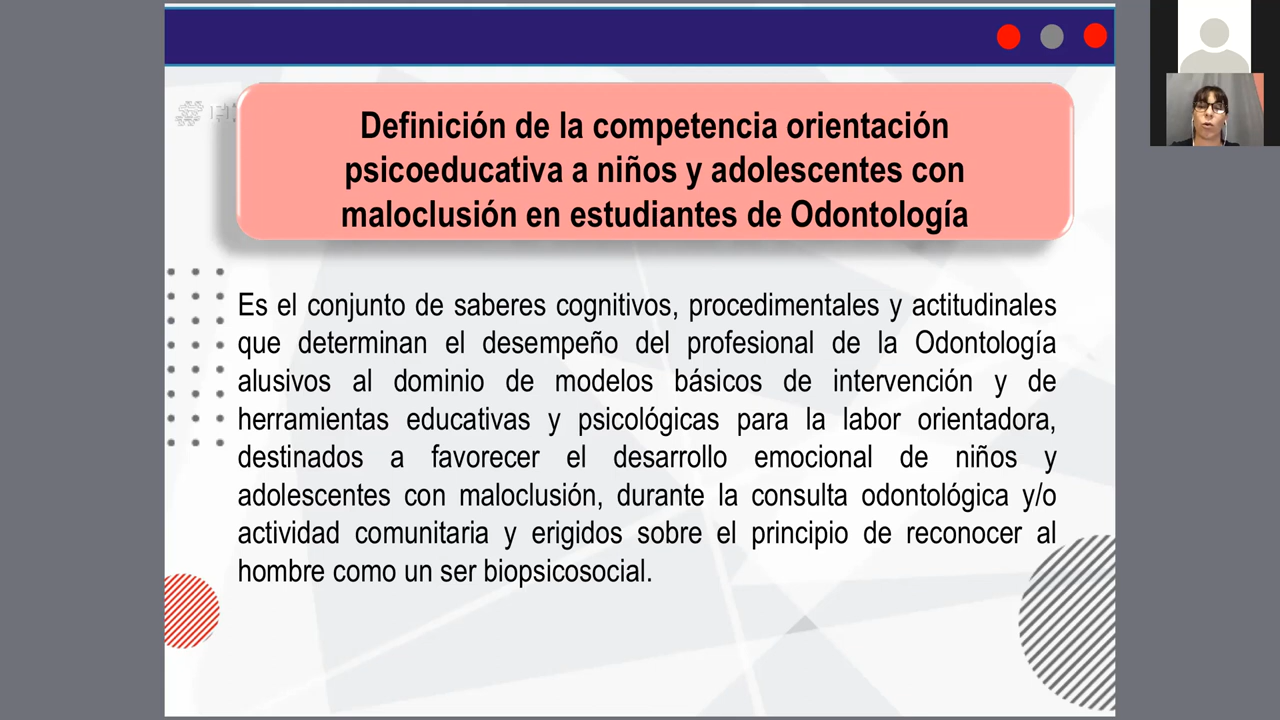 Definición de la competencia orientación
psicoeducativa a niños y adolescentes con
maloclusión en estudiantes de Odontología
Es el conjunto de saberes cognitivos, procedimentales y actitudinales
que determinan el desempeño del profesional de la Odontología
alusivos al dominio de modelos básicos de intervención y de
herramientas educativas y psicológicas para la labor orientadora,
destinados a favorecer el desarrollo emocional de niños y
adolescentes con maloclusión, durante la consulta odontológica y/o
actividad comunitaria y erigidos sobre el principio de reconocer al
hombre como un ser biopsicosocial.